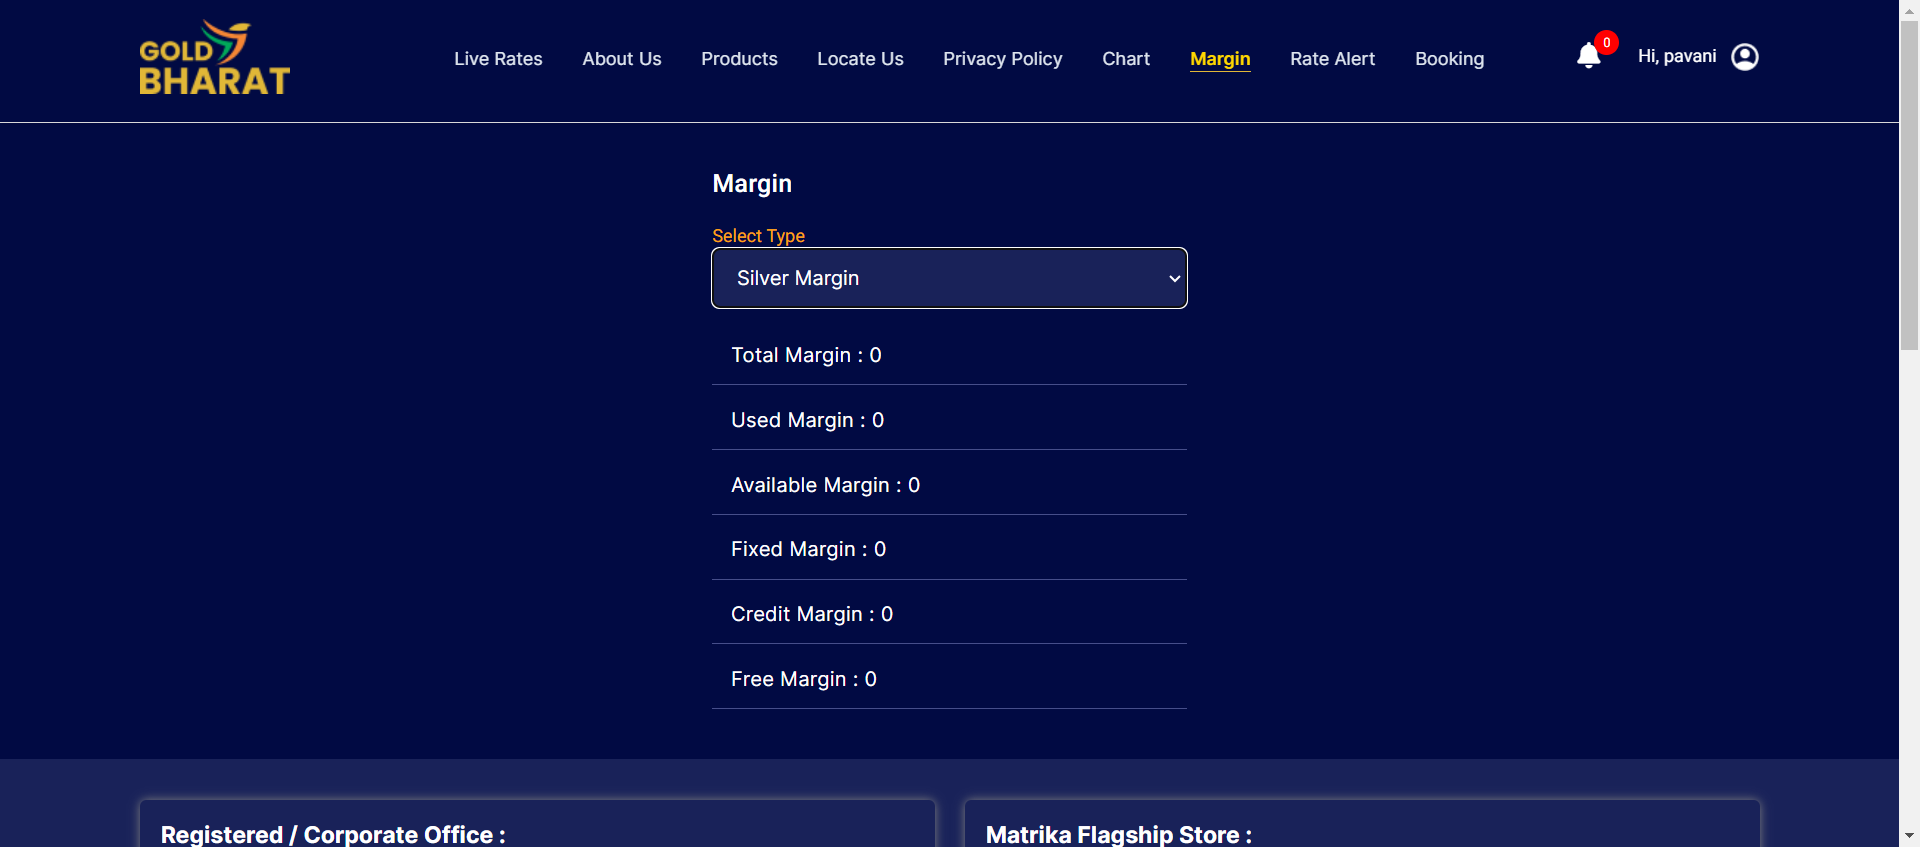 GOLD
BHARAT
Live Rates
About Us
Products
Locate Us
Privacy Policy
Chart
Margin
Rate Alert
Booking
0
Hi, pavani
Margin
Select Type
Silver Margin
Total Margin : 0
Used Margin : 0
Available Margin : 0
Fixed Margin : 0
Credit Margin : 0
Free Margin : 0
Registered / Corporate Office :
Matrika Flagship Store :